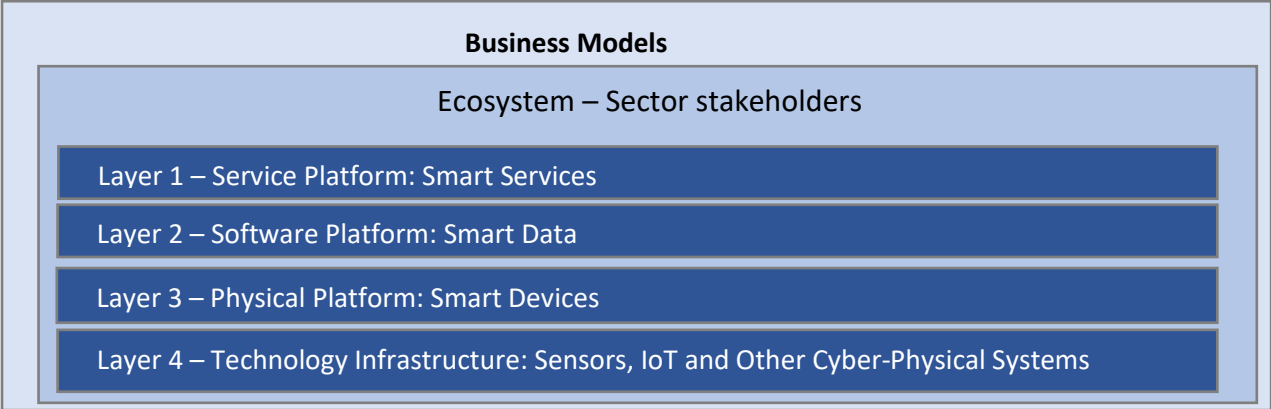 Business Models
Ecosystem – Sector stakeholders
Layer 1 – Service Platform: Smart Services
Layer 2 – Software Platform: Smart Data
Layer 3 – Physical Platform: Smart Devices
Layer 4 – Technology Infrastructure: Sensors, IoT and Other Cyber-Physical Systems